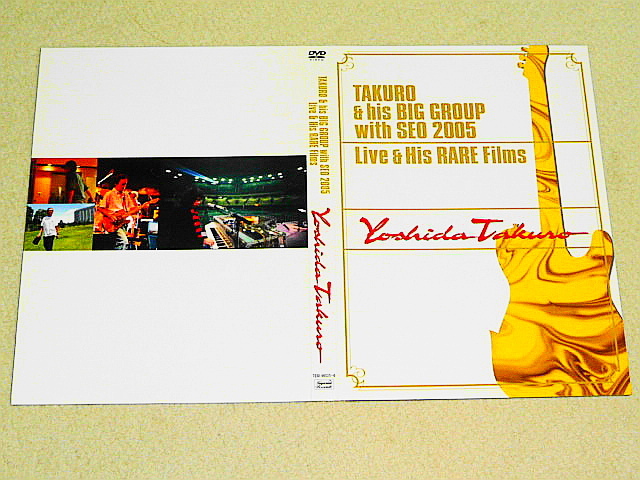 DVD
VIDEO
TAKURO & his BIG GROUP with SEO 2005
Live & His RARE Films
Yoshida Takuro
TAKURO
& his BIG GROUP
with SEO 2005
Live & His RARE Films
Yoshida Takuro